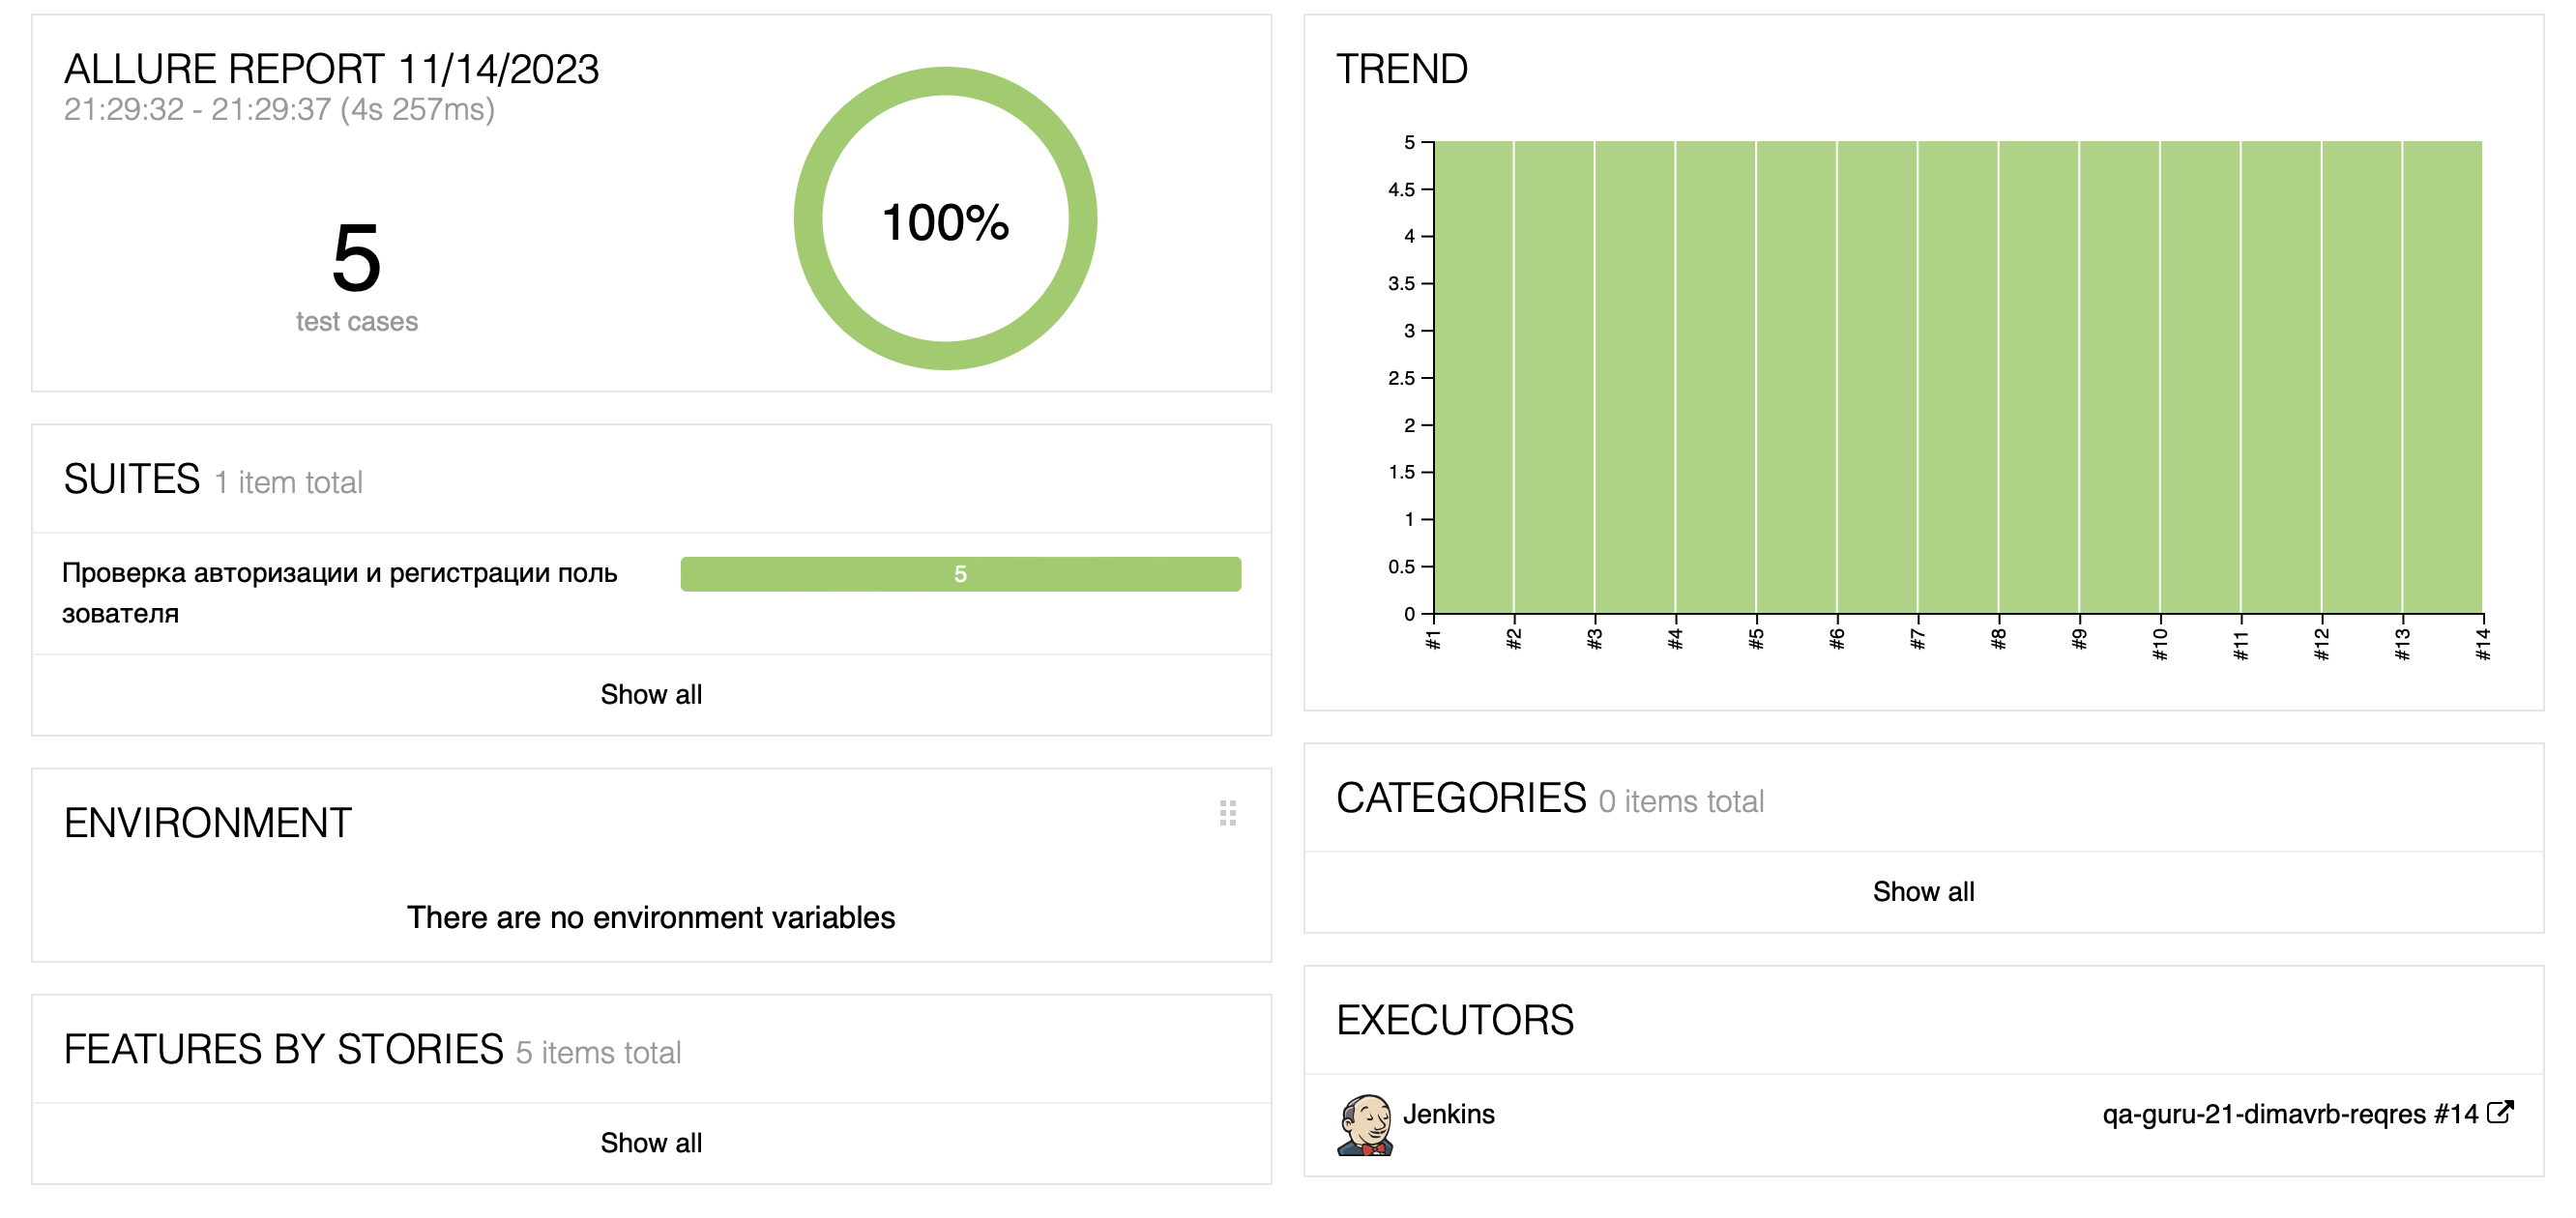 ALLURE REPORT 11/14/2023
21:29:32 - 21:29:37 (4s 257ms)
5
test cases
100%
SUITES 1 item total
Проверка авторизации и регистрации поль
зователя
5
Show all
ENVIRONMENT
There are no environment variables
FEATURES BY STORIES 5 items total
Show all
TREND
5
4.5
4
3.5
3
2.5
2
1.5
1
0.5
0
#1
#2
#3
#4
#5
#6
#7
#8
#9
#10
#11
#12
#13
#14
CATEGORIES 0 items total
Show all
EXECUTORS
Jenkins
qa-guru-21-dimavrb-reqres #14